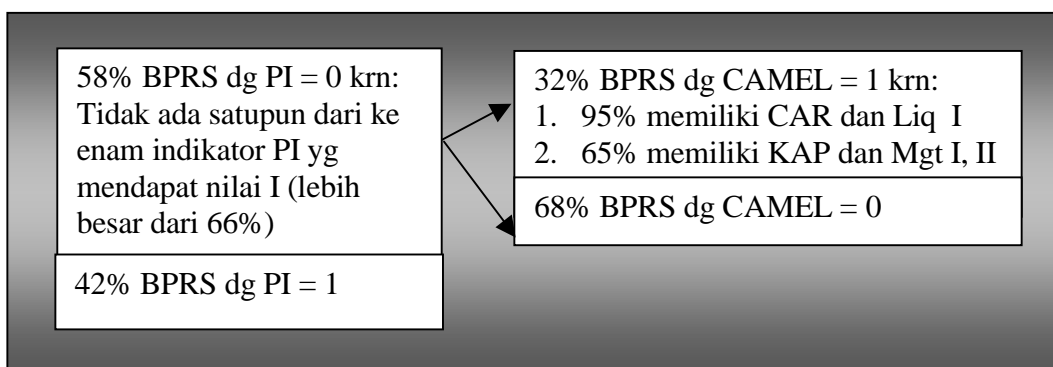 58% BPRS dg PI = 0 krn:
Tidak ada satupun dari ke
enam indikator PI yg
mendapat nilai I (lebih
besar dari 66%)
42% BPRS dg PI = 1
32% BPRS dg CAMEL = 1 krn:
1. 95% memiliki CAR dan Liq I
2. 65% memiliki KAP dan Mgt I, II
68% BPRS dg CAMEL = 0